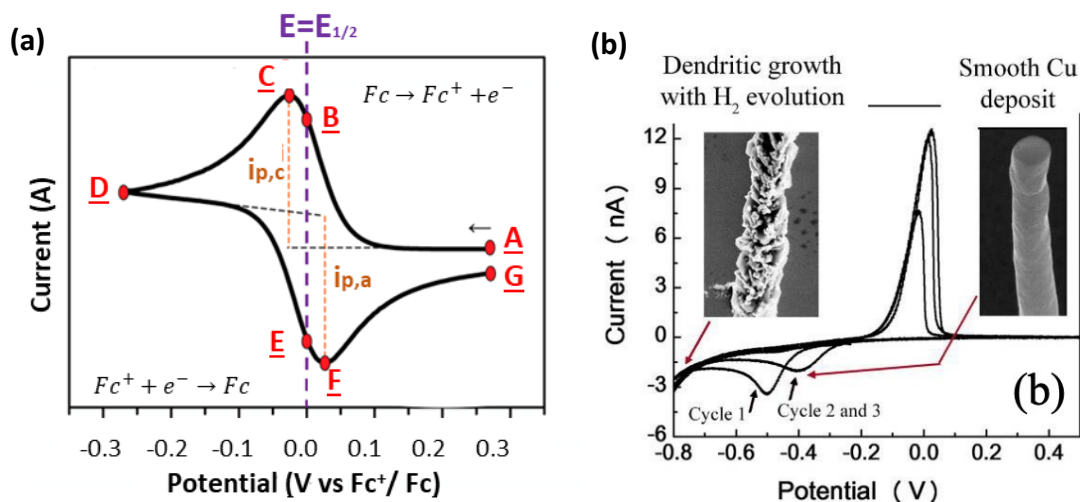 (a)
E=E1/2
C
Fc → Fc⁺ + e⁻
B
ip,c
D
←
A
ip,a
G
E
F
Fc⁺ + e⁻ → Fc
Current (A)
-0.3 -0.2 -0.1 0.0 0.1 0.2 0.3
Potential (V vs Fc⁺/ Fc)
(b)
Dendritic growth
with H2 evolution
Smooth Cu
deposit
12
9
6
3
0
-3
-6
Current (nA)
Cycle 1
Cycle 2 and 3
(b)
-0.8 -0.6 -0.4 -0.2 0.0 0.2 0.4
Potential (V)